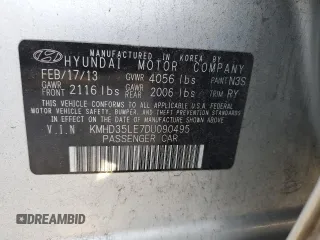 MANUFACTURED IN KOREA BY
HYUNDAI MOTOR COMPANY
FEB/17/13 GVWR 4056 lbs PAINT N3S
GAWR FRONT 2116 lbs GAWR REAR 2006 lbs TRIM RY
THIS VEHICLE CONFORMS TO ALL APPLICABLE U.S.A FEDERAL
MOTOR VEHICLE SAFETY, BUMPER, AND THEFT PREVENTION
STANDARDS IN EFFECT ON THE DATE OF MANUFACTURE SHOWN ABOVE.
V.I.N KMHD35LE7DU090495
PASSENGER CAR
DREAMBID